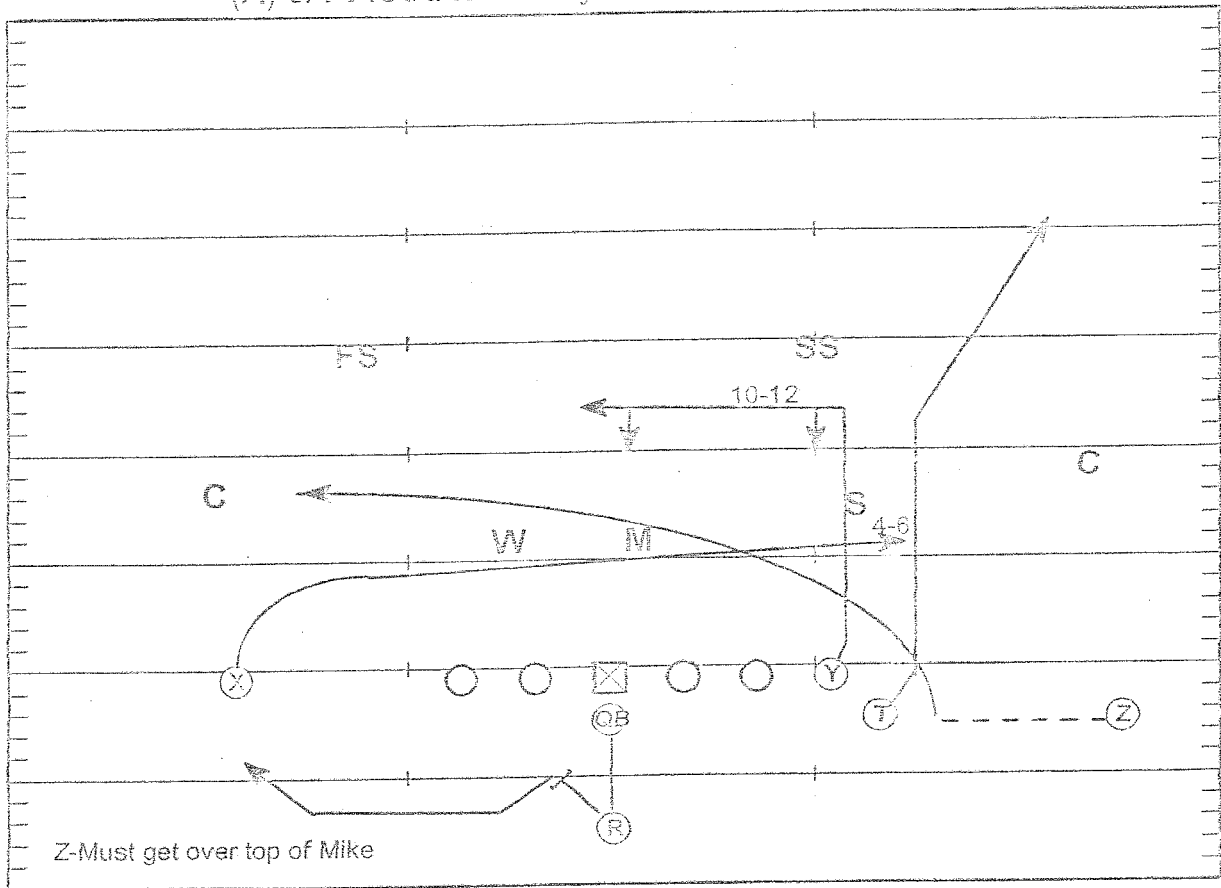 FS SS
10-12
C
C S
4-6
W M
X X Y
QB T Z
R
Z-Must get over top of Mike